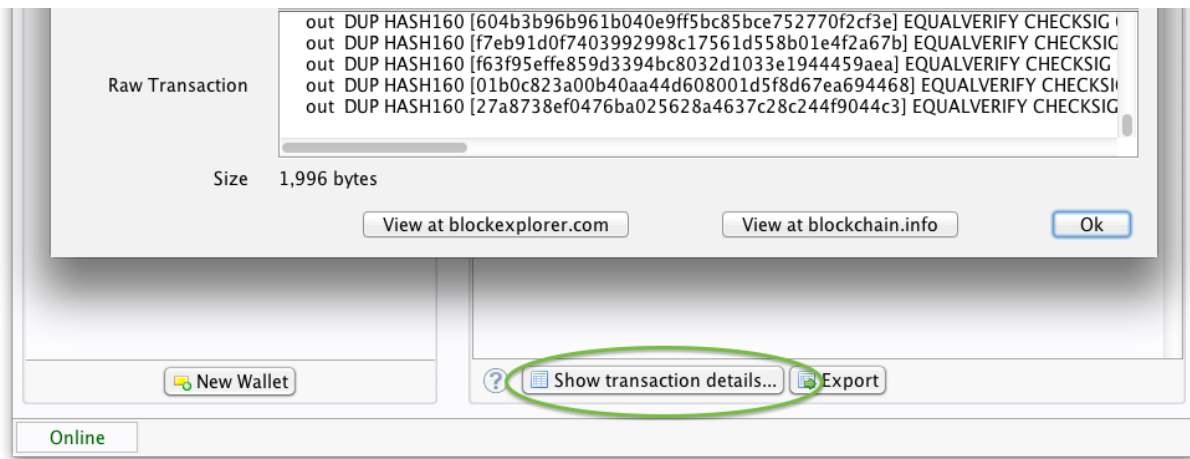 out DUP HASH160 [604b3b96b961b040e9ff5bc85bce752770f2cf3e] EQUALVERIFY CHECKSIG (
out DUP HASH160 [f7eb91d0f7403992998c17561d558b01e4f2a67b] EQUALVERIFY CHECKSIG
out DUP HASH160 [f63f95effe859d3394bc8032d1033e1944459aea] EQUALVERIFY CHECKSIG
Raw Transaction
out DUP HASH160 [01b0c823a00b40aa44d608001d5f8d67ea694468] EQUALVERIFY CHECKSI
out DUP HASH160 [27a8738ef0476ba025628a4637c28c244f9044c3] EQUALVERIFY CHECKSIG
Size 1,996 bytes
View at blockexplorer.com View at blockchain.info Ok
New Wallet ? Show transaction details... Export
Online